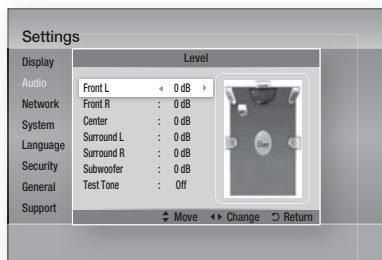 Settings
Display
Audio
Network
System
Language
Security
General
Support
Level
Front L ◄ 0 dB ►
Front R : 0 dB
Center : 0 dB
Surround L : 0 dB
Surround R : 0 dB
Subwoofer : 0 dB
Test Tone : Off
Move Change Return